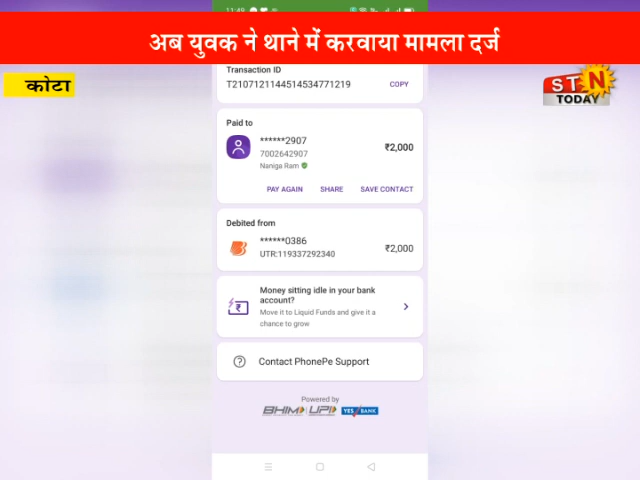 11:49
अब युवक ने थाने में करवाया मामला दर्ज
कोटा
STN
TODAY
Transaction ID
T2107121144514534771219
COPY
Paid to
******2907
₹2,000
7002642907
Naniga Ram
PAY AGAIN SHARE SAVE CONTACT
Debited from
******0386
₹2,000
UTR:119337292340
Money sitting idle in your bank
account?
Move it to Liquid Funds and give it a
chance to grow
Contact PhonePe Support
Powered by
BHIM UPI YES BANK